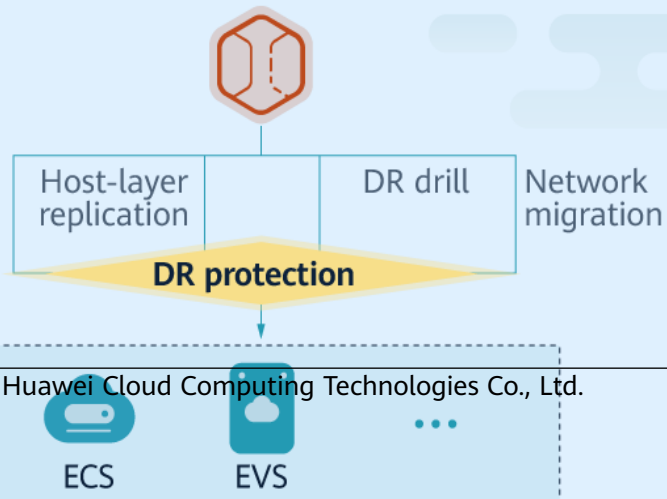 Host-layer
replication
DR drill
Network
migration
DR protection
Huawei Cloud Computing Technologies Co., Ltd.
ECS
EVS
...